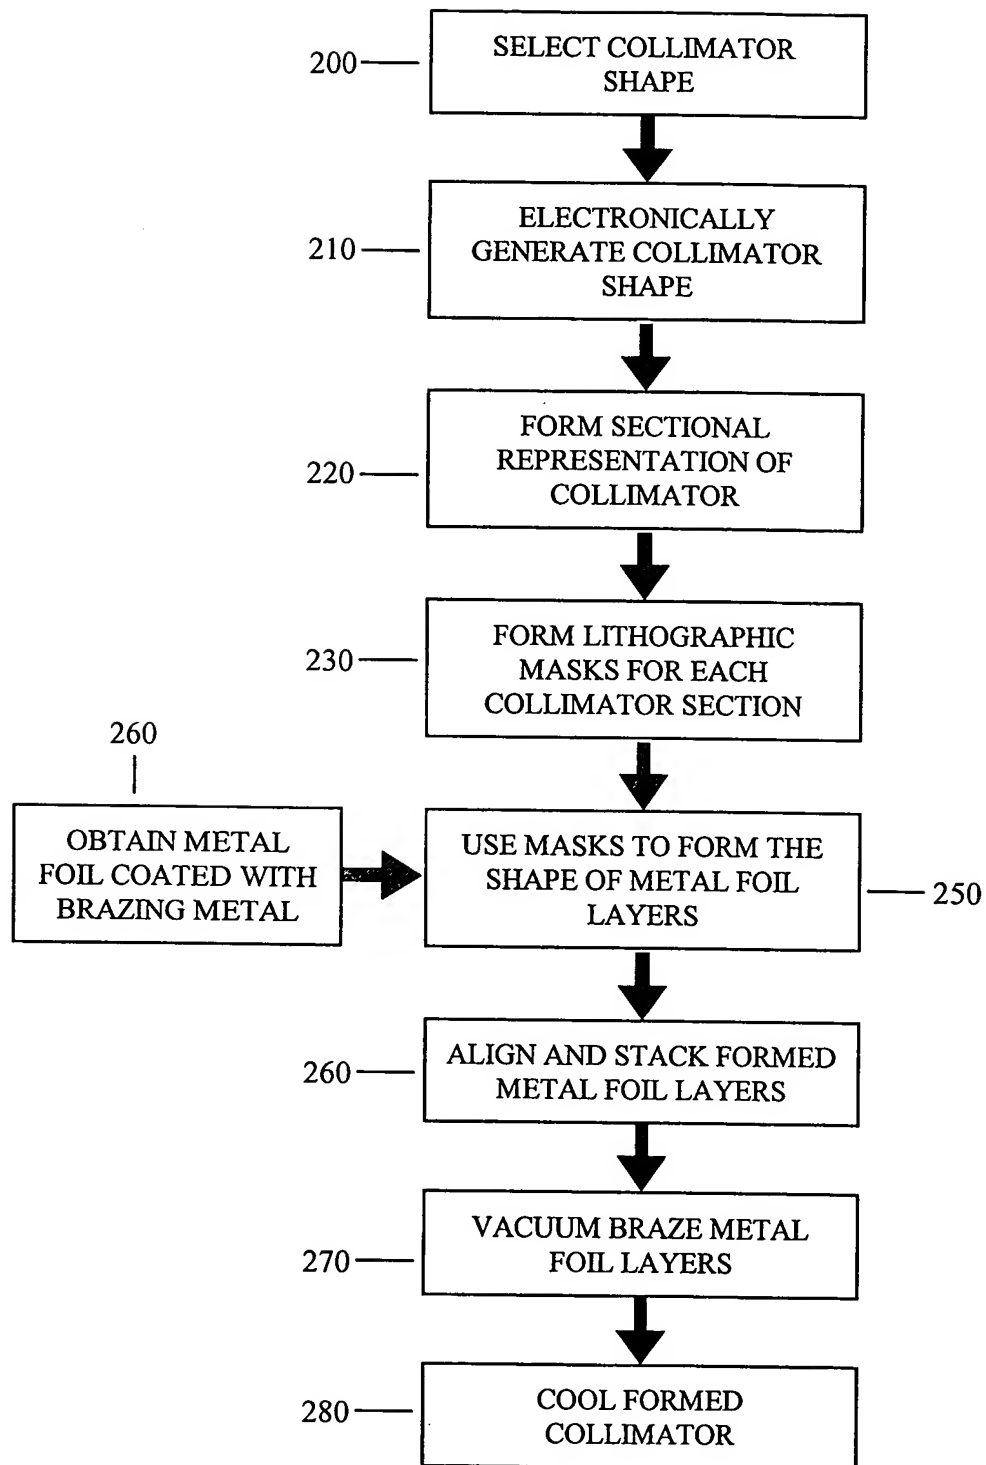 200
SELECT COLLIMATOR
SHAPE
210
ELECTRONICALLY
GENERATE COLLIMATOR
SHAPE
220
FORM SECTIONAL
REPRESENTATION OF
COLLIMATOR
230
FORM LITHOGRAPHIC
MASKS FOR EACH
COLLIMATOR SECTION
260
OBTAIN METAL
FOIL COATED WITH
BRAZING METAL
USE MASKS TO FORM THE
SHAPE OF METAL FOIL
LAYERS
250
260
ALIGN AND STACK FORMED
METAL FOIL LAYERS
270
VACUUM BRAZE METAL
FOIL LAYERS
280
COOL FORMED
COLLIMATOR